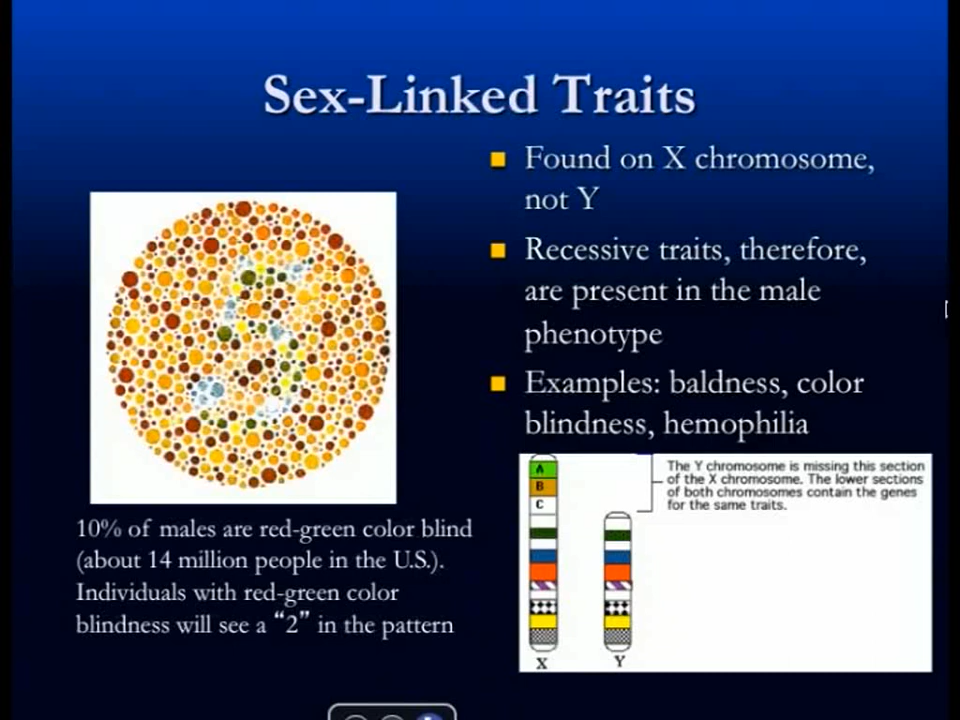 Sex-Linked Traits
Found on X chromosome,
not Y
Recessive traits, therefore,
are present in the male
phenotype
Examples: baldness, color
blindness, hemophilia
10% of males are red-green color blind
(about 14 million people in the U.S.).
Individuals with red-green color
blindness will see a “2” in the pattern
The Y chromosome is missing this section
of the X chromosome. The lower sections
of both chromosomes contain the genes
for the same traits.
A
B
C
X
Y